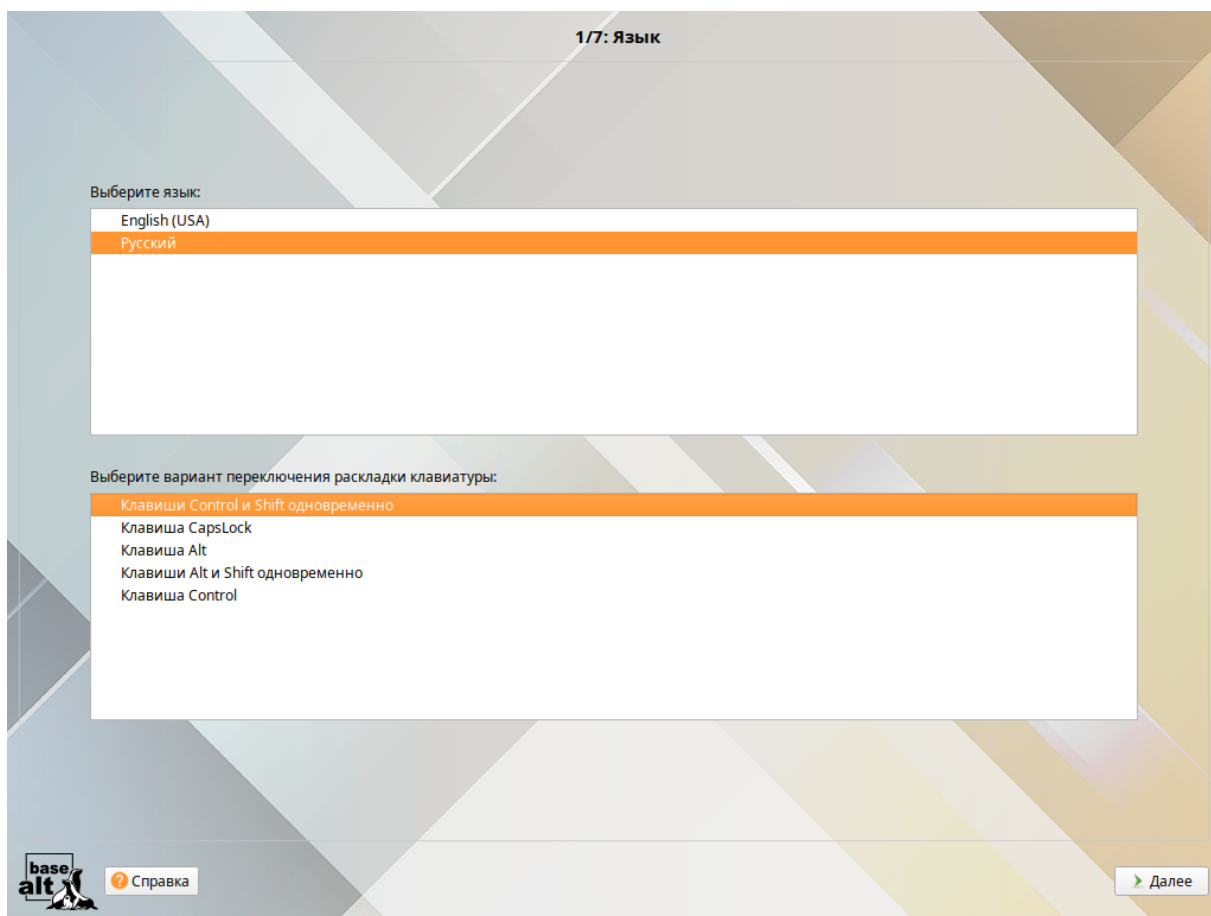 1/7: Язык
Выберите язык:
English (USA)
Русский
Выберите вариант переключения раскладки клавиатуры:
Клавиши Control и Shift одновременно
Клавиша CapsLock
Клавиша Alt
Клавиши Alt и Shift одновременно
Клавиша Control
base
alt
Справка
Далее